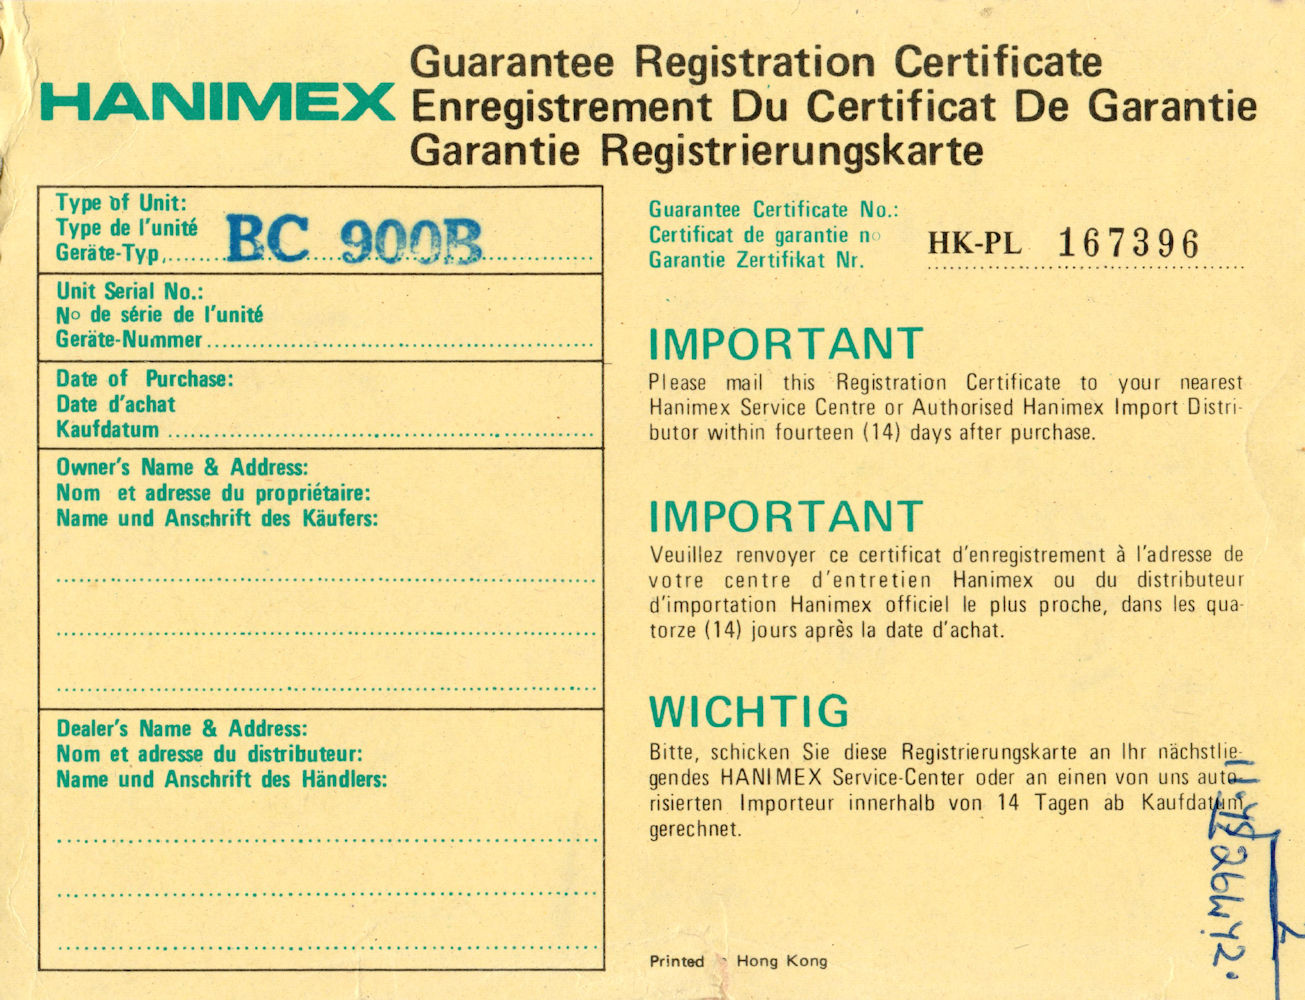 HANIMEX
Guarantee Registration Certificate
Enregistrement Du Certificat De Garantie
Garantie Registrierungskarte
Type of Unit:
Type de l'unité
Geräte-Typ, BC 900B
Unit Serial No.:
No de série de l'unité
Geräte-Nummer
Date of Purchase:
Date d'achat
Kaufdatum
Owner's Name & Address:
Nom et adresse du propriétaire:
Name und Anschrift des Käufers:
Dealer's Name & Address:
Nom et adresse du distributeur:
Name und Anschrift des Händlers:
Guarantee Certificate No.:
Certificat de garantie no
Garantie Zertifikat Nr.
HK-PL 167396
IMPORTANT
Please mail this Registration Certificate to your nearest
Hanimex Service Centre or Authorised Hanimex Import Distri-
butor within fourteen (14) days after purchase.
IMPORTANT
Veuillez renvoyer ce certificat d'enregistrement à l'adresse de
votre centre d'entretien Hanimex ou du distributeur
d'importation Hanimex officiel le plus proche, dans les qua-
torze (14) jours après la date d'achat.
WICHTIG
Bitte, schicken Sie diese Registrierungskarte an Ihr nächstlie-
gendes HANIMEX Service-Center oder an einen von uns auto-
risierten Importeur innerhalb von 14 Tagen ab Kaufdatum
gerechnet.
Printed Hong Kong